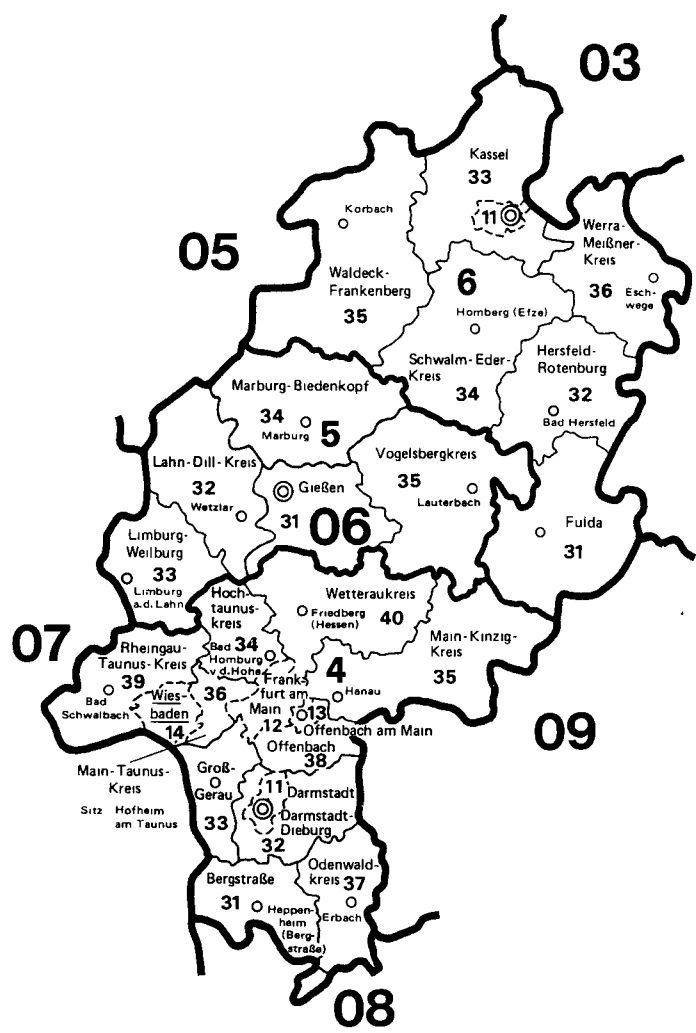 03
Kassel
33
11
Korbach
Werra-
Meißner-
Kreis
36
Esch-
wege
05
Waldeck-
Frankenberg
35
6
Homberg (Efze)
Schwalm-Eder-
Kreis
34
Hersfeld-
Rotenburg
32
Bad Hersfeld
Marburg-Biedenkopf
34
Marburg
5
Lahn-Dill-Kreis
32
Wetzlar
Gießen
31
06
Vogelsbergkreis
35
Lauterbach
Fulda
31
Limburg-
Weilburg
33
Limburg
a.d. Lahn
Hoch-
taunus-
kreis
34
Bad
Homburg
v.d.Hohe
Wetteraukreis
Friedberg
(Hessen)
40
Main-Kinzig-
Kreis
35
4
Hanau
07
Rheingau-
Taunus-Kreis
39
Bad
Schwalbach
Wies-
baden
14
36
Frank-
furt am
Main
12
13
Offenbach am Main
Offenbach
38
09
Main-Taunus-
Kreis
Sitz Hofheim
am Taunus
Groß-
Gerau
33
11
Darmstadt
Darmstadt-
Dieburg
32
Odenwald-
kreis 37
Erbach
Bergstraße
31
Heppen-
heim
(Berg-
straße)
08